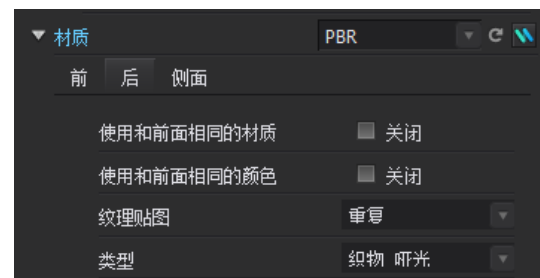 材质 PBR
前 后 侧面
使用和前面相同的材质 关闭
使用和前面相同的颜色 关闭
纹理贴图 重复
类型 织物 哑光